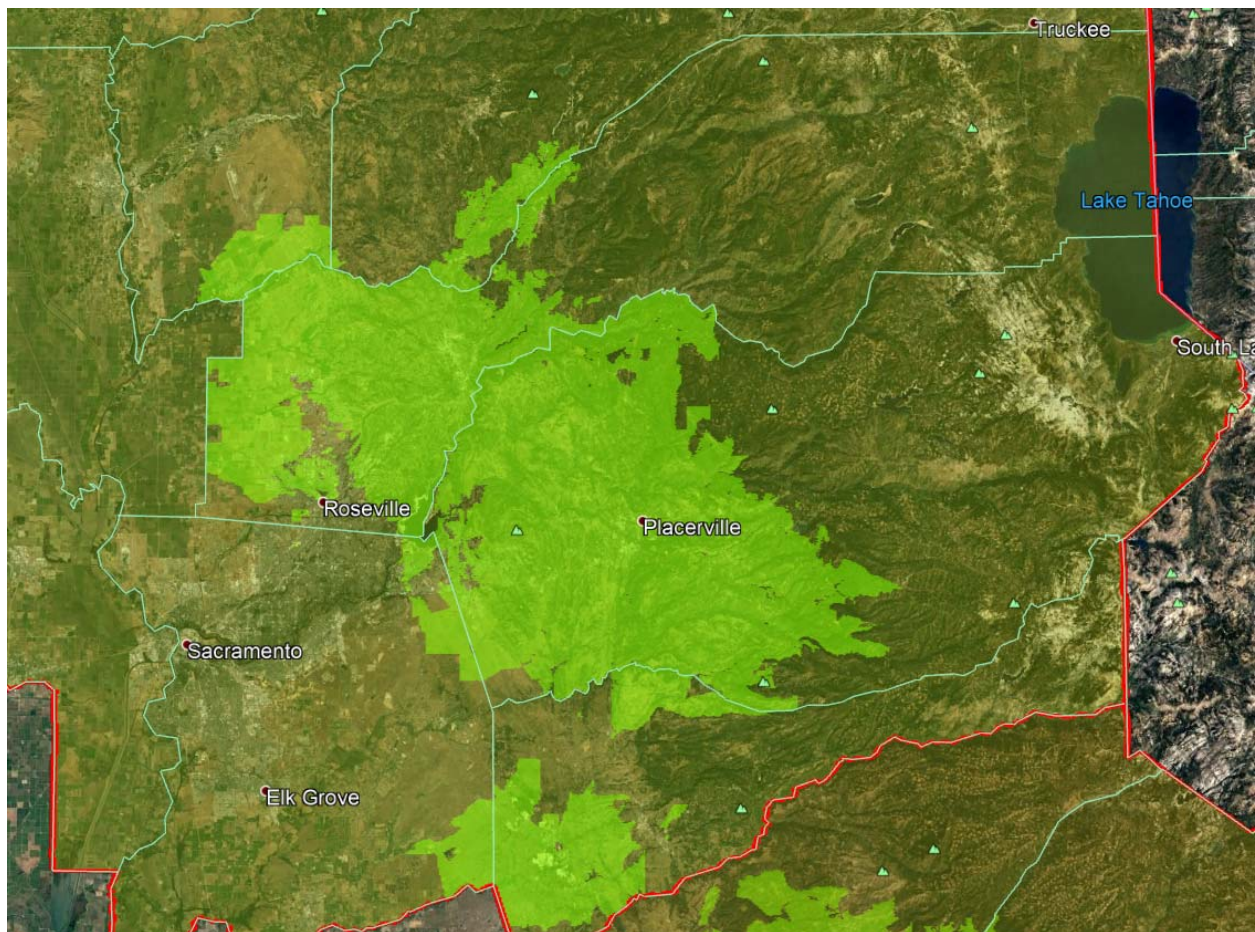 Truckee
Lake Tahoe
South La
Roseville
Placerville
Sacramento
Elk Grove